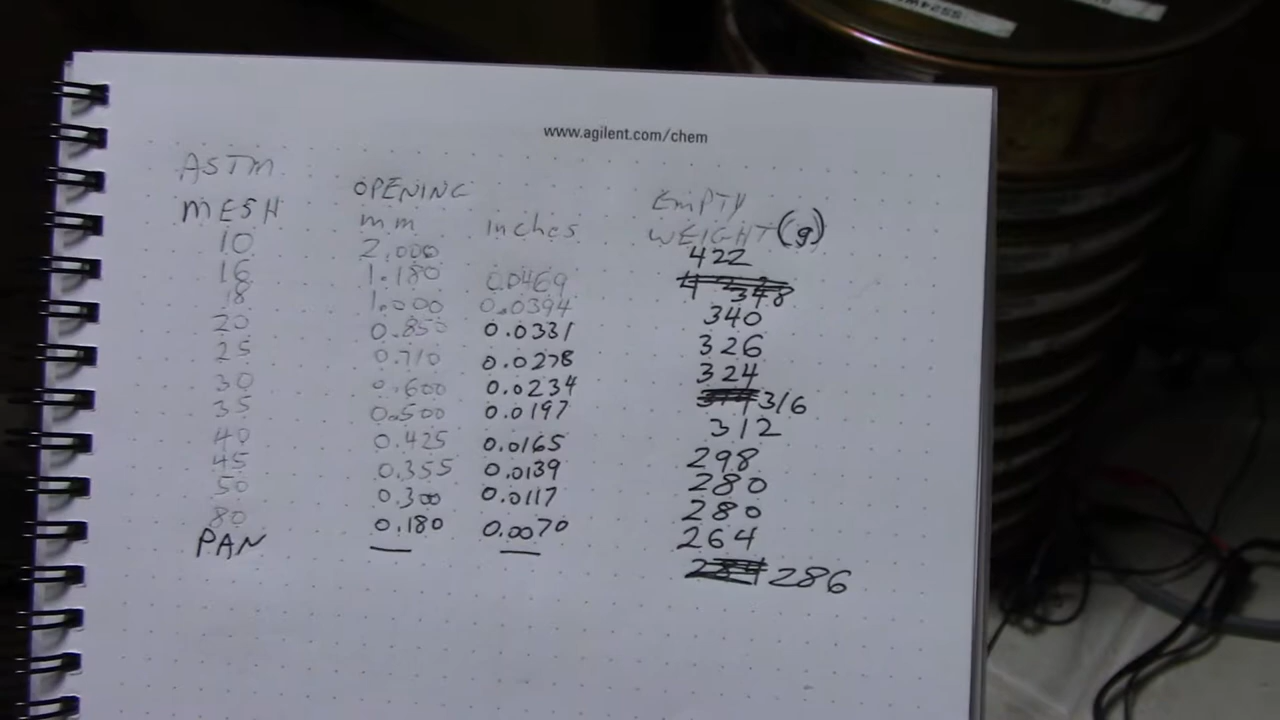 www.agilent.com/chem
ASTM OPENING EMPTY
MESH mm inches WEIGHT (g)
10 2.000 422
16 1.180 0.0469 348
18 1.000 0.0394 340
20 0.850 0.0331 326
25 0.710 0.0278 324
30 0.600 0.0234 316
35 0.500 0.0197 312
40 0.425 0.0165 298
45 0.355 0.0139 280
50 0.300 0.0117 280
80 0.180 0.0070 264
PAN — — 286